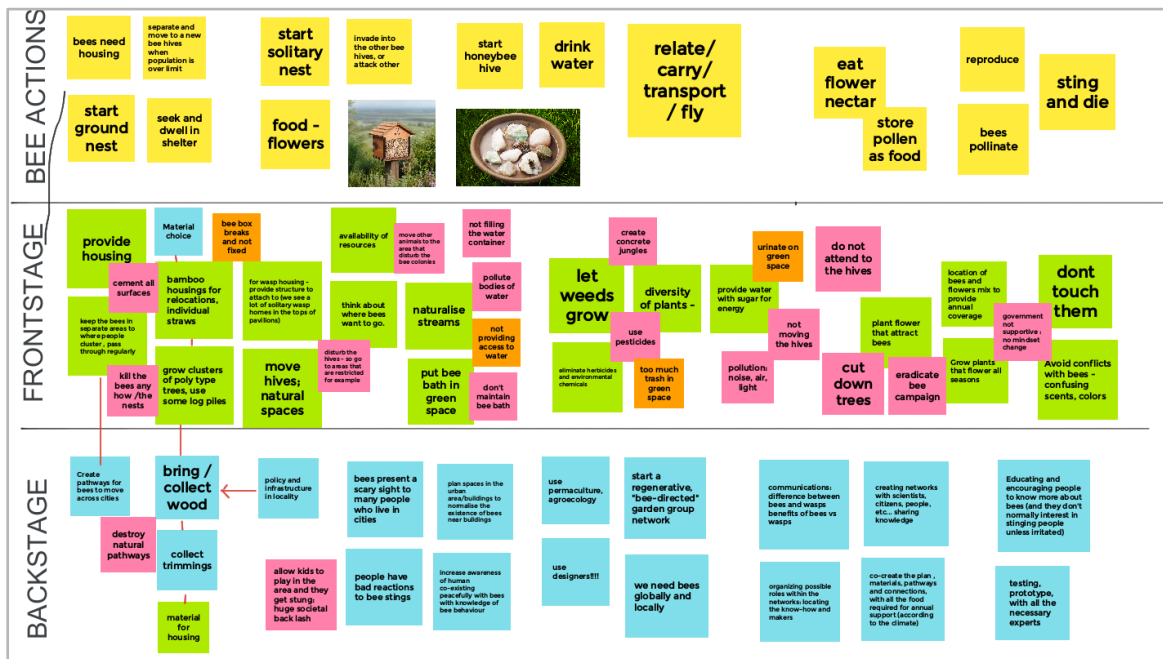 BEE ACTIONS
bees need
housing
separate and
move to a new
bee hives
when
population is
over limit
start
solitary
nest
invade into
the other bee
hives, or
attack other
start
honeybee
hive
drink
water
relate/
carry/
transport
/ fly
eat
flower
nectar
reproduce
sting
and die
start
ground
nest
seek and
dwell in
shelter
food -
flowers
store
pollen
as food
bees
pollinate
FRONTSTAGE
provide
housing
Material
choice
bee box
breaks
and not
fixed
availability of
resources
move other
animals to the
area that
disturb the
bee colonies
not filling
the water
container
create
concrete
jungles
urinate on
green
space
do not
attend to
the hives
location of
bees and
flowers mix to
provide
annual
coverage
dont
touch
them
cement all
surfaces
bamboo
housings for
relocations,
individual
straws
for wasp housing -
provide structure to
attach to (we see a
lot of solitary wasp
homes in the tops of
pavilions)
think about
where bees
want to go.
naturalise
streams
pollute
bodies of
water
let
weeds
grow
diversity
of plants -
provide water
with sugar for
energy
keep the bees in
separate areas to
where people
cluster , pass
through regularly
not
providing
access to
water
use
pesticides
not
moving
the hives
plant flower
that attract
bees
government
not
supportive ;
no mindset
change
kill the
bees any
how /the
nests
grow clusters
of poly type
trees, use
some log piles
move
hives;
natural
spaces
disturb the
hives - so go
to areas that
are restricted for
example
put bee
bath in
green
space
don't
maintain
bee bath
eliminate herbicides
and environmental
chemicals
too much
trash in
green
space
pollution:
noise, air,
light
cut
down
trees
eradicate
bee
campaign
Grow plants
that flower all
seasons
Avoid conflicts
with bees -
confusing
scents, colors
BACKSTAGE
Create
pathways for
bees to move
across cities
bring /
collect
wood
policy and
infrastructure
in locality
bees present a
scary sight to
many people
who live in
cities
plan spaces in the
urban
area/buildings to
normalise the
existence of bees
near buildings
use
permaculture,
agroecology
start a
regenerative,
"bee-directed"
garden group
network
communications:
difference between
bees and wasps
benefits of bees vs
wasps
creating networks
with scientists,
citizens, people,
etc... sharing
knowledge
Educating and
encouraging people
to know more about
bees (and they don't
normally interest in
stinging people
unless irritated)
destroy
natural
pathways
collect
trimmings
allow kids to
play in the
area and they
get stung;
huge societal
back lash
people have
bad reactions
to bee stings
increase awareness
of human
co-existing
peacefully with bees
with knowledge of
bee behaviour
use
designers!!!!
we need bees
globally and
locally
organizing possible
roles within the
networks; locating
the know-how and
makers
co-create the plan ,
materials, pathways
and connections,
with all the food
required for annual
support (according
to the climate)
testing,
prototype,
with all the
necessary
experts
material
for
housing